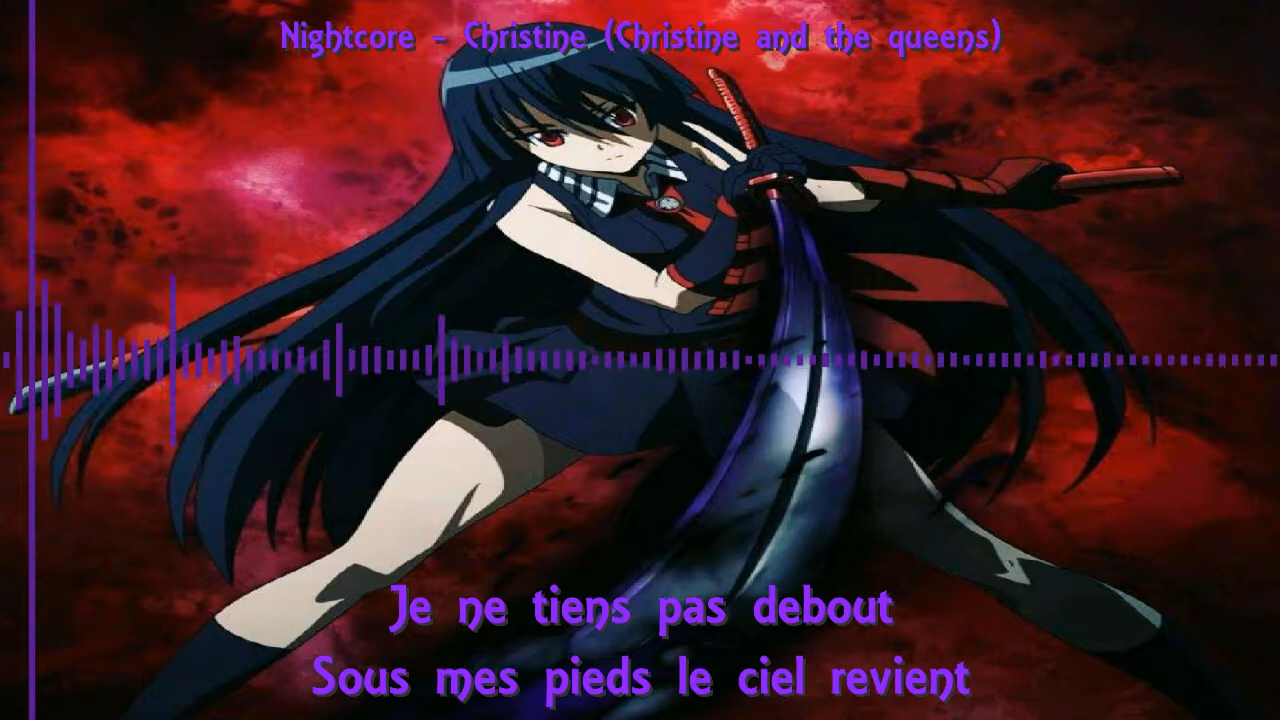 Nightcore - Christine (Christine and the queens)
Je ne tiens pas debout
Sous mes pieds le ciel revient